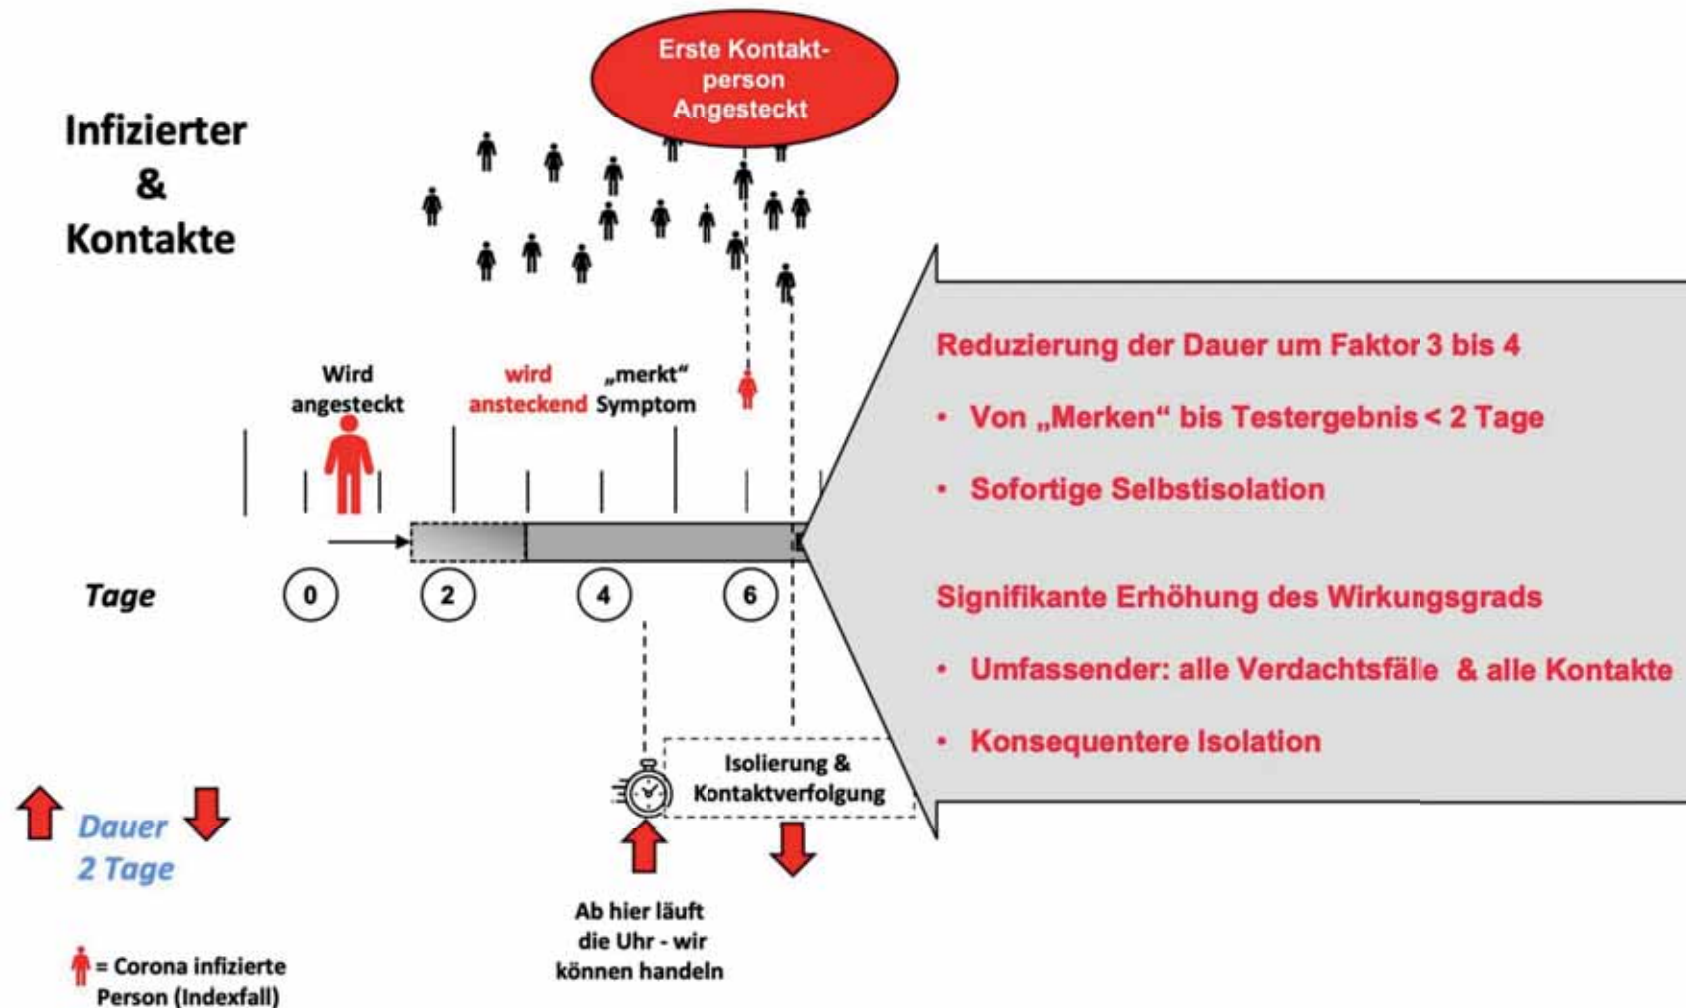 Erste Kontakt-
person
Angesteckt
Infizierter
&
Kontakte
Wird
angesteckt
wird
ansteckend
„merkt“
Symptom
Tage
0
2
4
6
Reduzierung der Dauer um Faktor 3 bis 4
• Von „Merken“ bis Testergebnis < 2 Tage
• Sofortige Selbstisolation
Signifikante Erhöhung des Wirkungsgrads
• Umfassender: alle Verdachtsfälle & alle Kontakte
• Konsequentere Isolation
Isolierung &
Kontaktverfolgung
Dauer
2 Tage
Ab hier läuft
die Uhr - wir
können handeln
= Corona infizierte
Person (Indexfall)